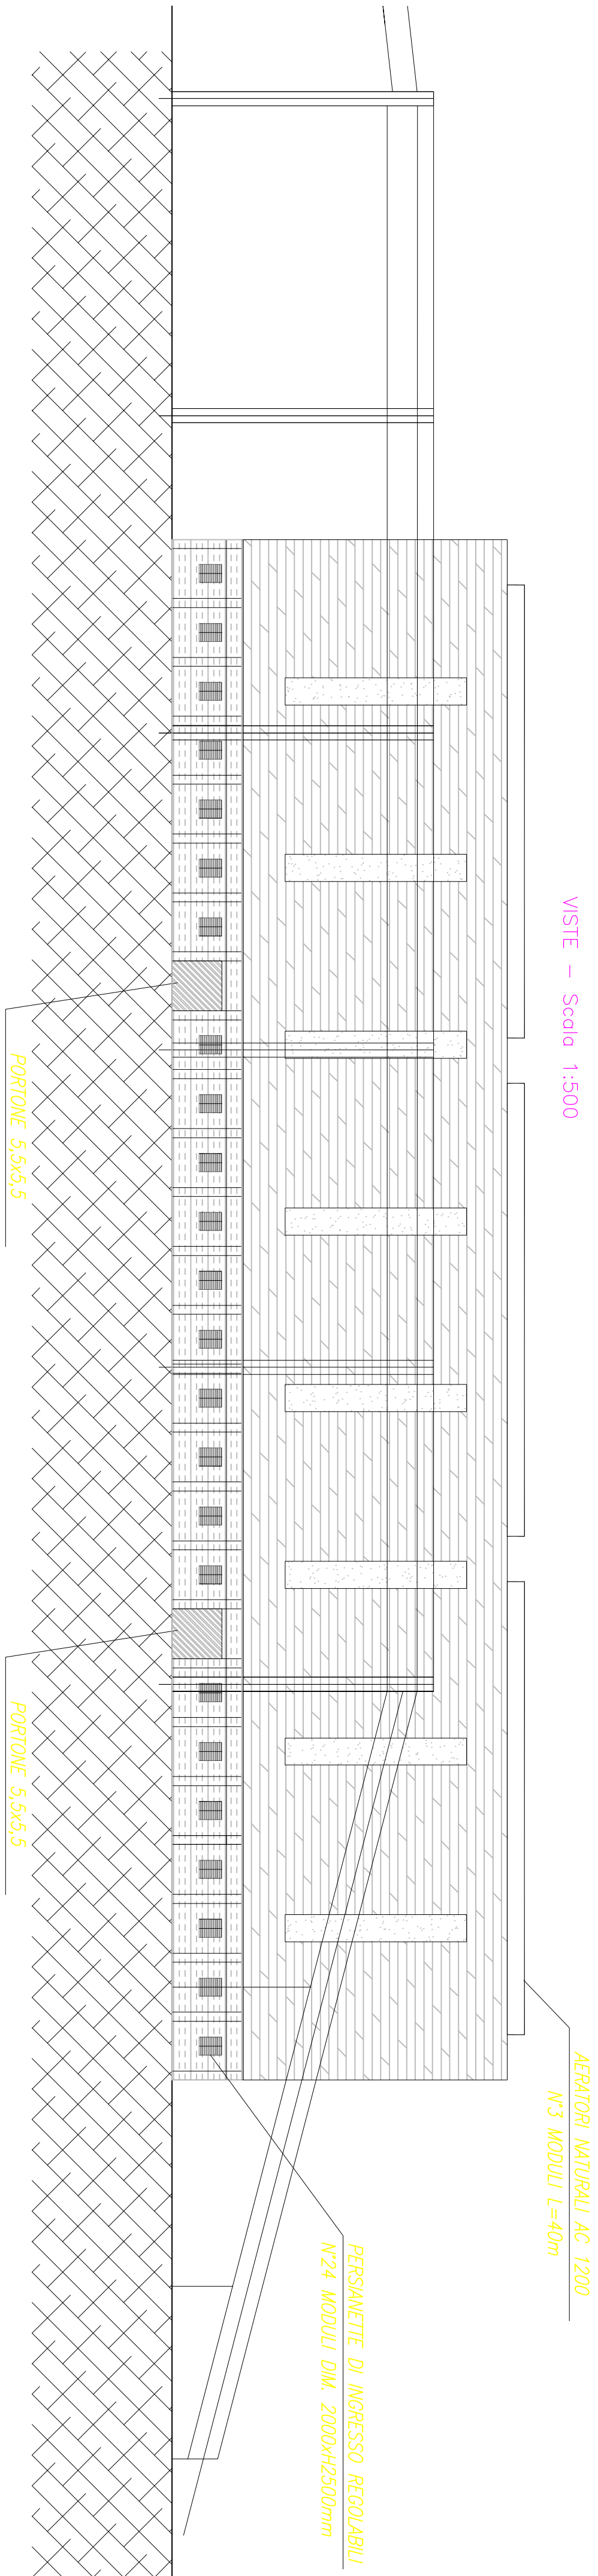 VISTE - Scala 1:500
AERATORI NATURALI AC 1200
N°3 MODULI L=40m
PERSIANETTE DI INGRESSO REGOLABILI
N°24 MODULI DIM. 2000xH2500mm
PORTONE 5,5x5,5
PORTONE 5,5x5,5